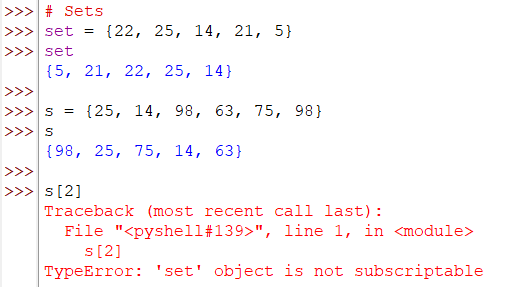 >>> # Sets
>>> set = {22, 25, 14, 21, 5}
>>> set
{5, 21, 22, 25, 14}
>>>
>>> s = {25, 14, 98, 63, 75, 98}
>>> s
{98, 25, 75, 14, 63}
>>>
>>> s[2]
Traceback (most recent call last):
  File "<pyshell#139>", line 1, in <module>
    s[2]
TypeError: 'set' object is not subscriptable